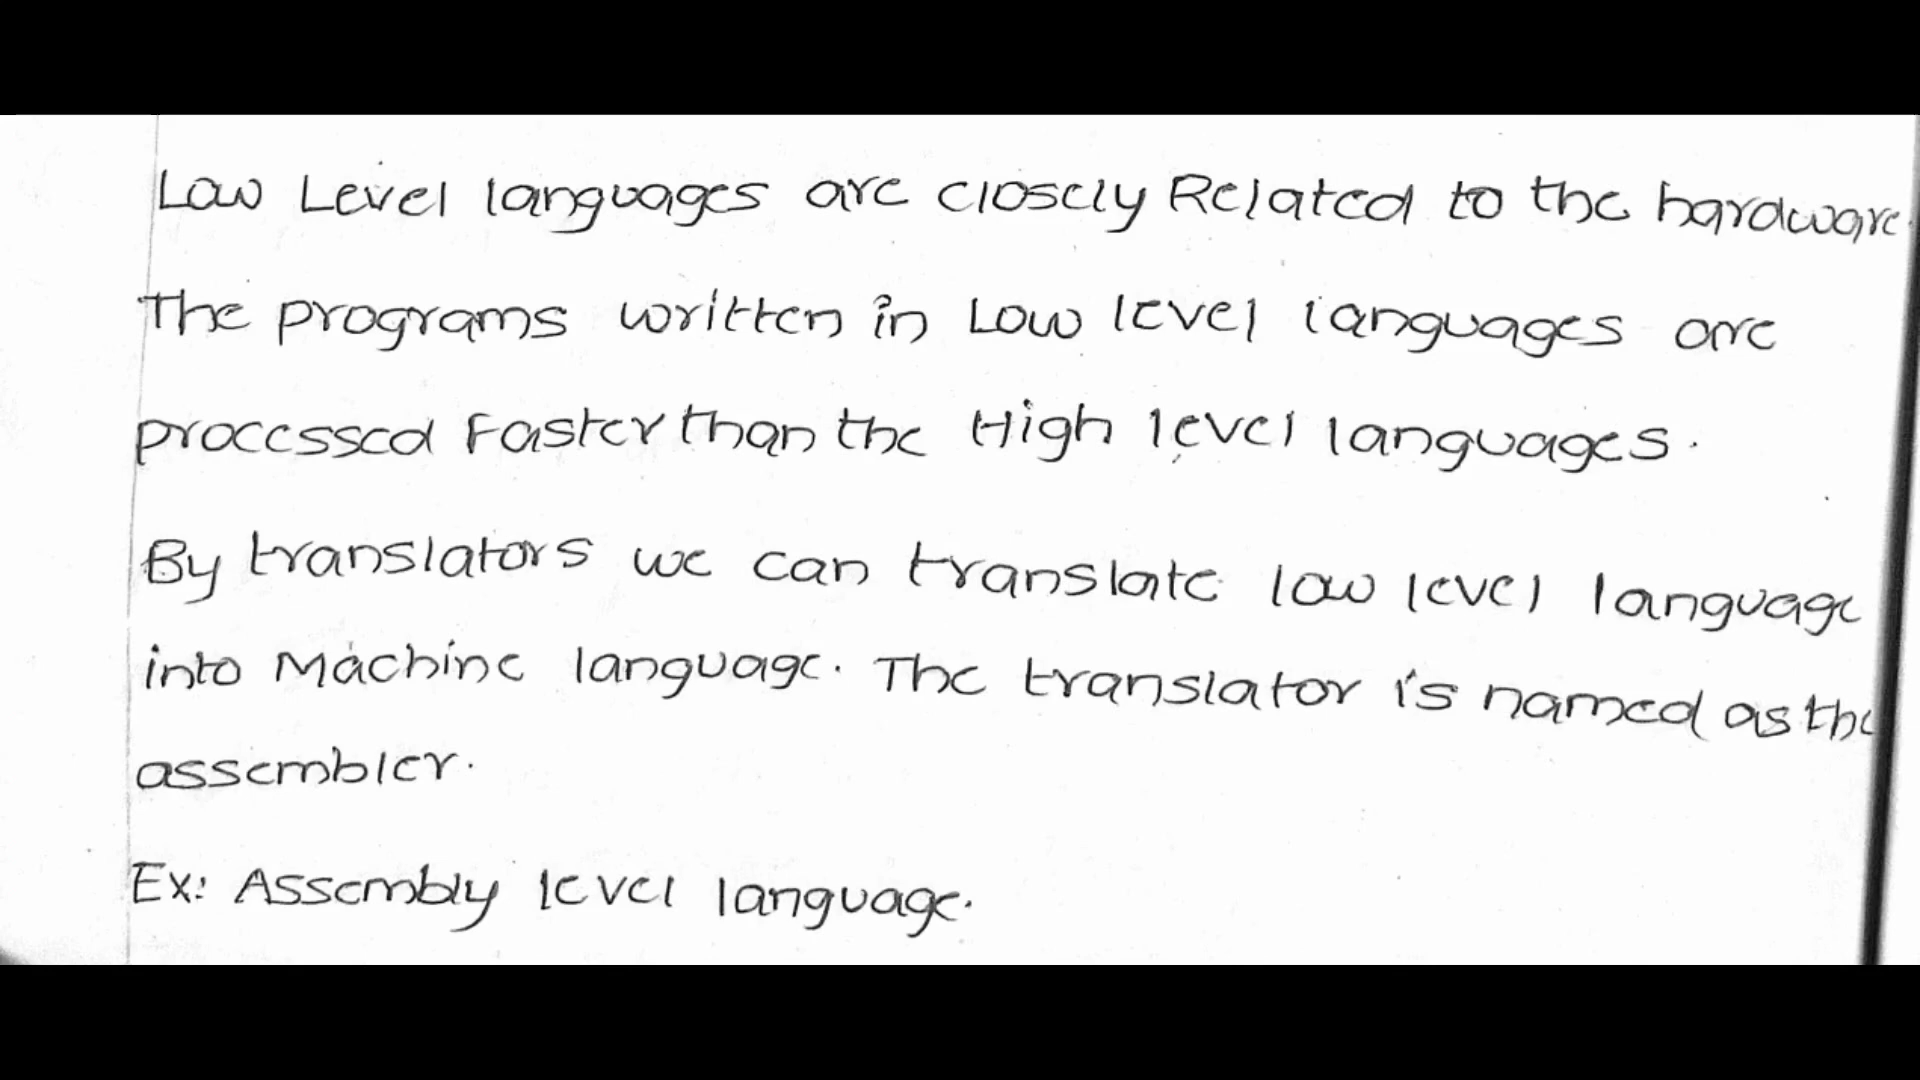 Low Level languages are closely Related to the hardware.
The programs written in Low level languages are
processed Faster than the High level languages.
By translators we can translate low level language
into Machine language. The translator is named as the
assembler.
Ex: Assembly level language.